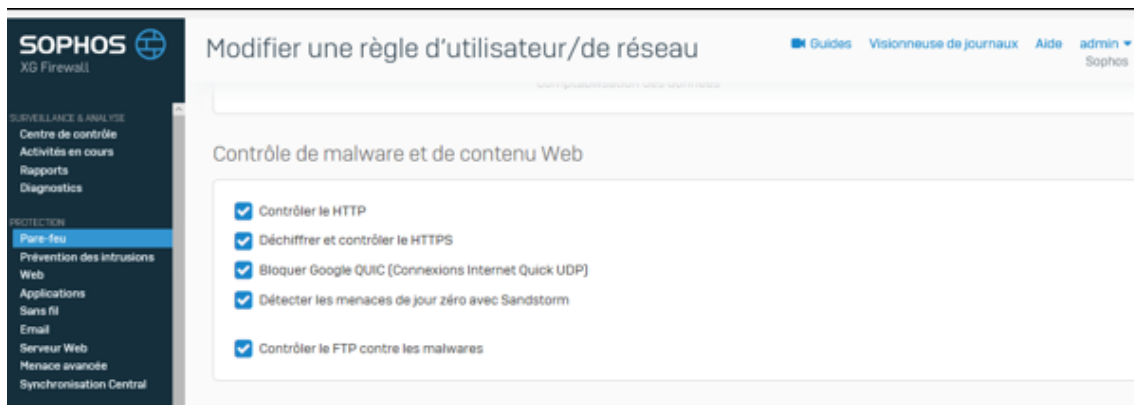 SOPHOS
XG Firewall
Modifier une règle d'utilisateur/de réseau
Guides Visionneuse de journaux Aide admin
Sophos
comptabilisation des données
SURVEILLANCE & ANALYSE
Centre de contrôle
Activités en cours
Rapports
Diagnostics
PROTECTION
Pare-feu
Prévention des intrusions
Web
Applications
Sans fil
Email
Serveur Web
Menace avancée
Synchronisation Central
Contrôle de malware et de contenu Web
Contrôler le HTTP
Déchiffrer et contrôler le HTTPS
Bloquer Google QUIC (Connexions Internet Quick UDP)
Détecter les menaces de jour zéro avec Sandstorm
Contrôler le FTP contre les malwares